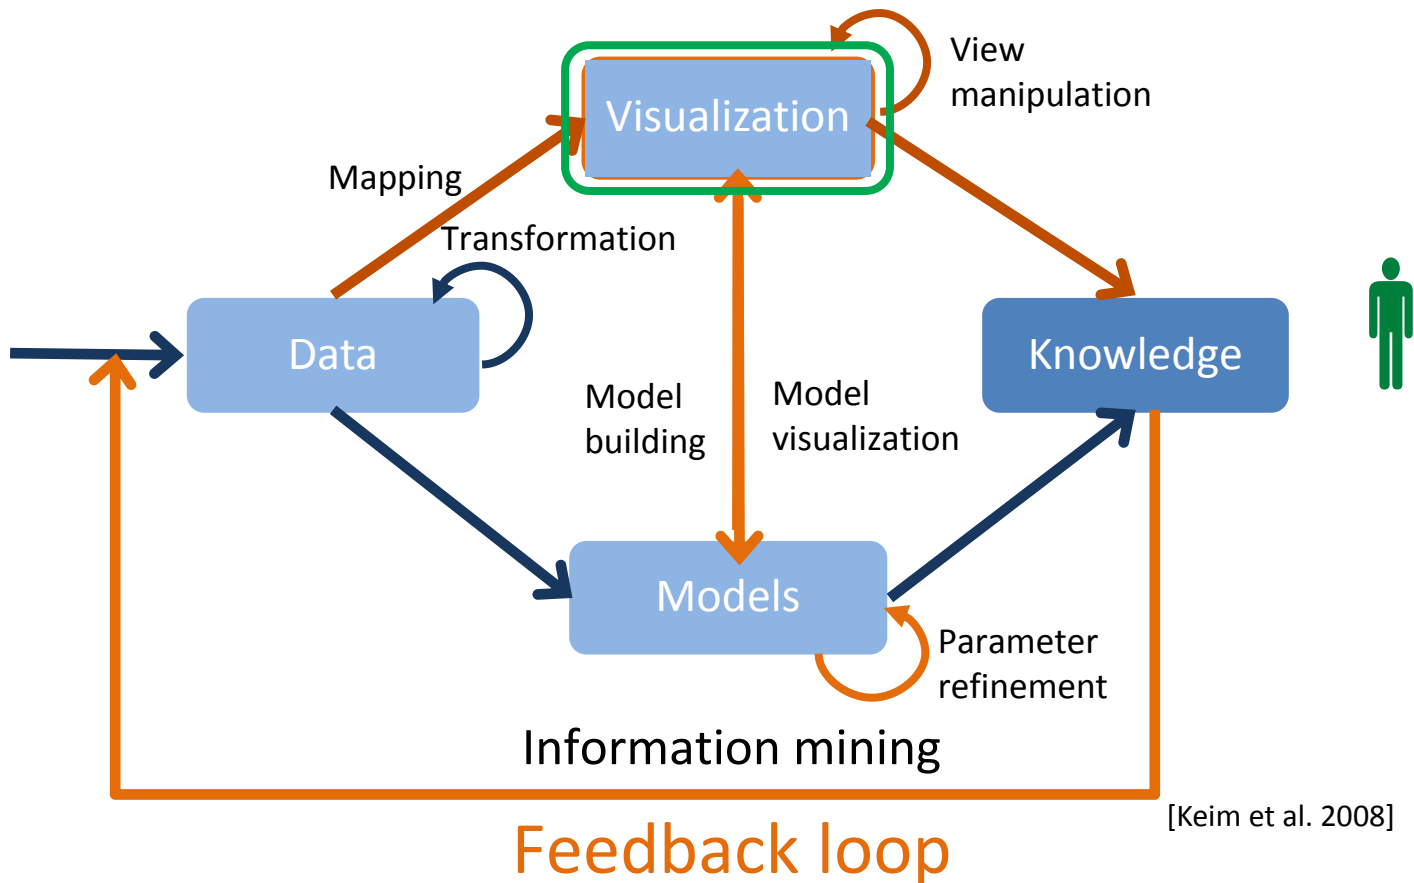 View
manipulation
Visualization
Mapping
Transformation
Data
Knowledge
Model
building
Model
visualization
Models
Parameter
refinement
Information mining
[Keim et al. 2008]
Feedback loop